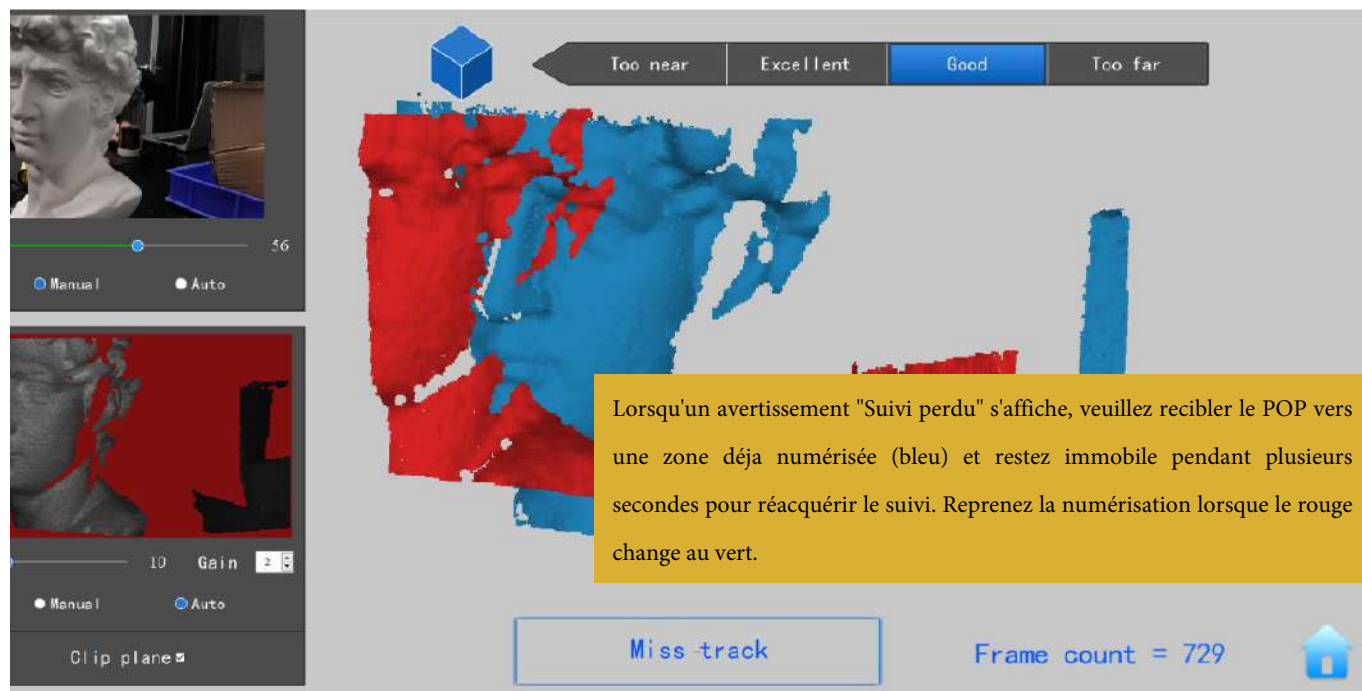 Too near Excellent Good Too far
56
Manual Auto
Lorsqu'un avertissement "Suivi perdu" s'affiche, veuillez recibler le POP vers
une zone déja numérisée (bleu) et restez immobile pendant plusieurs
secondes pour réacquérir le suivi. Reprenez la numérisation lorsque le rouge
change au vert.
10 Gain 2
Manual Auto
Clip plane
Miss track
Frame count = 729